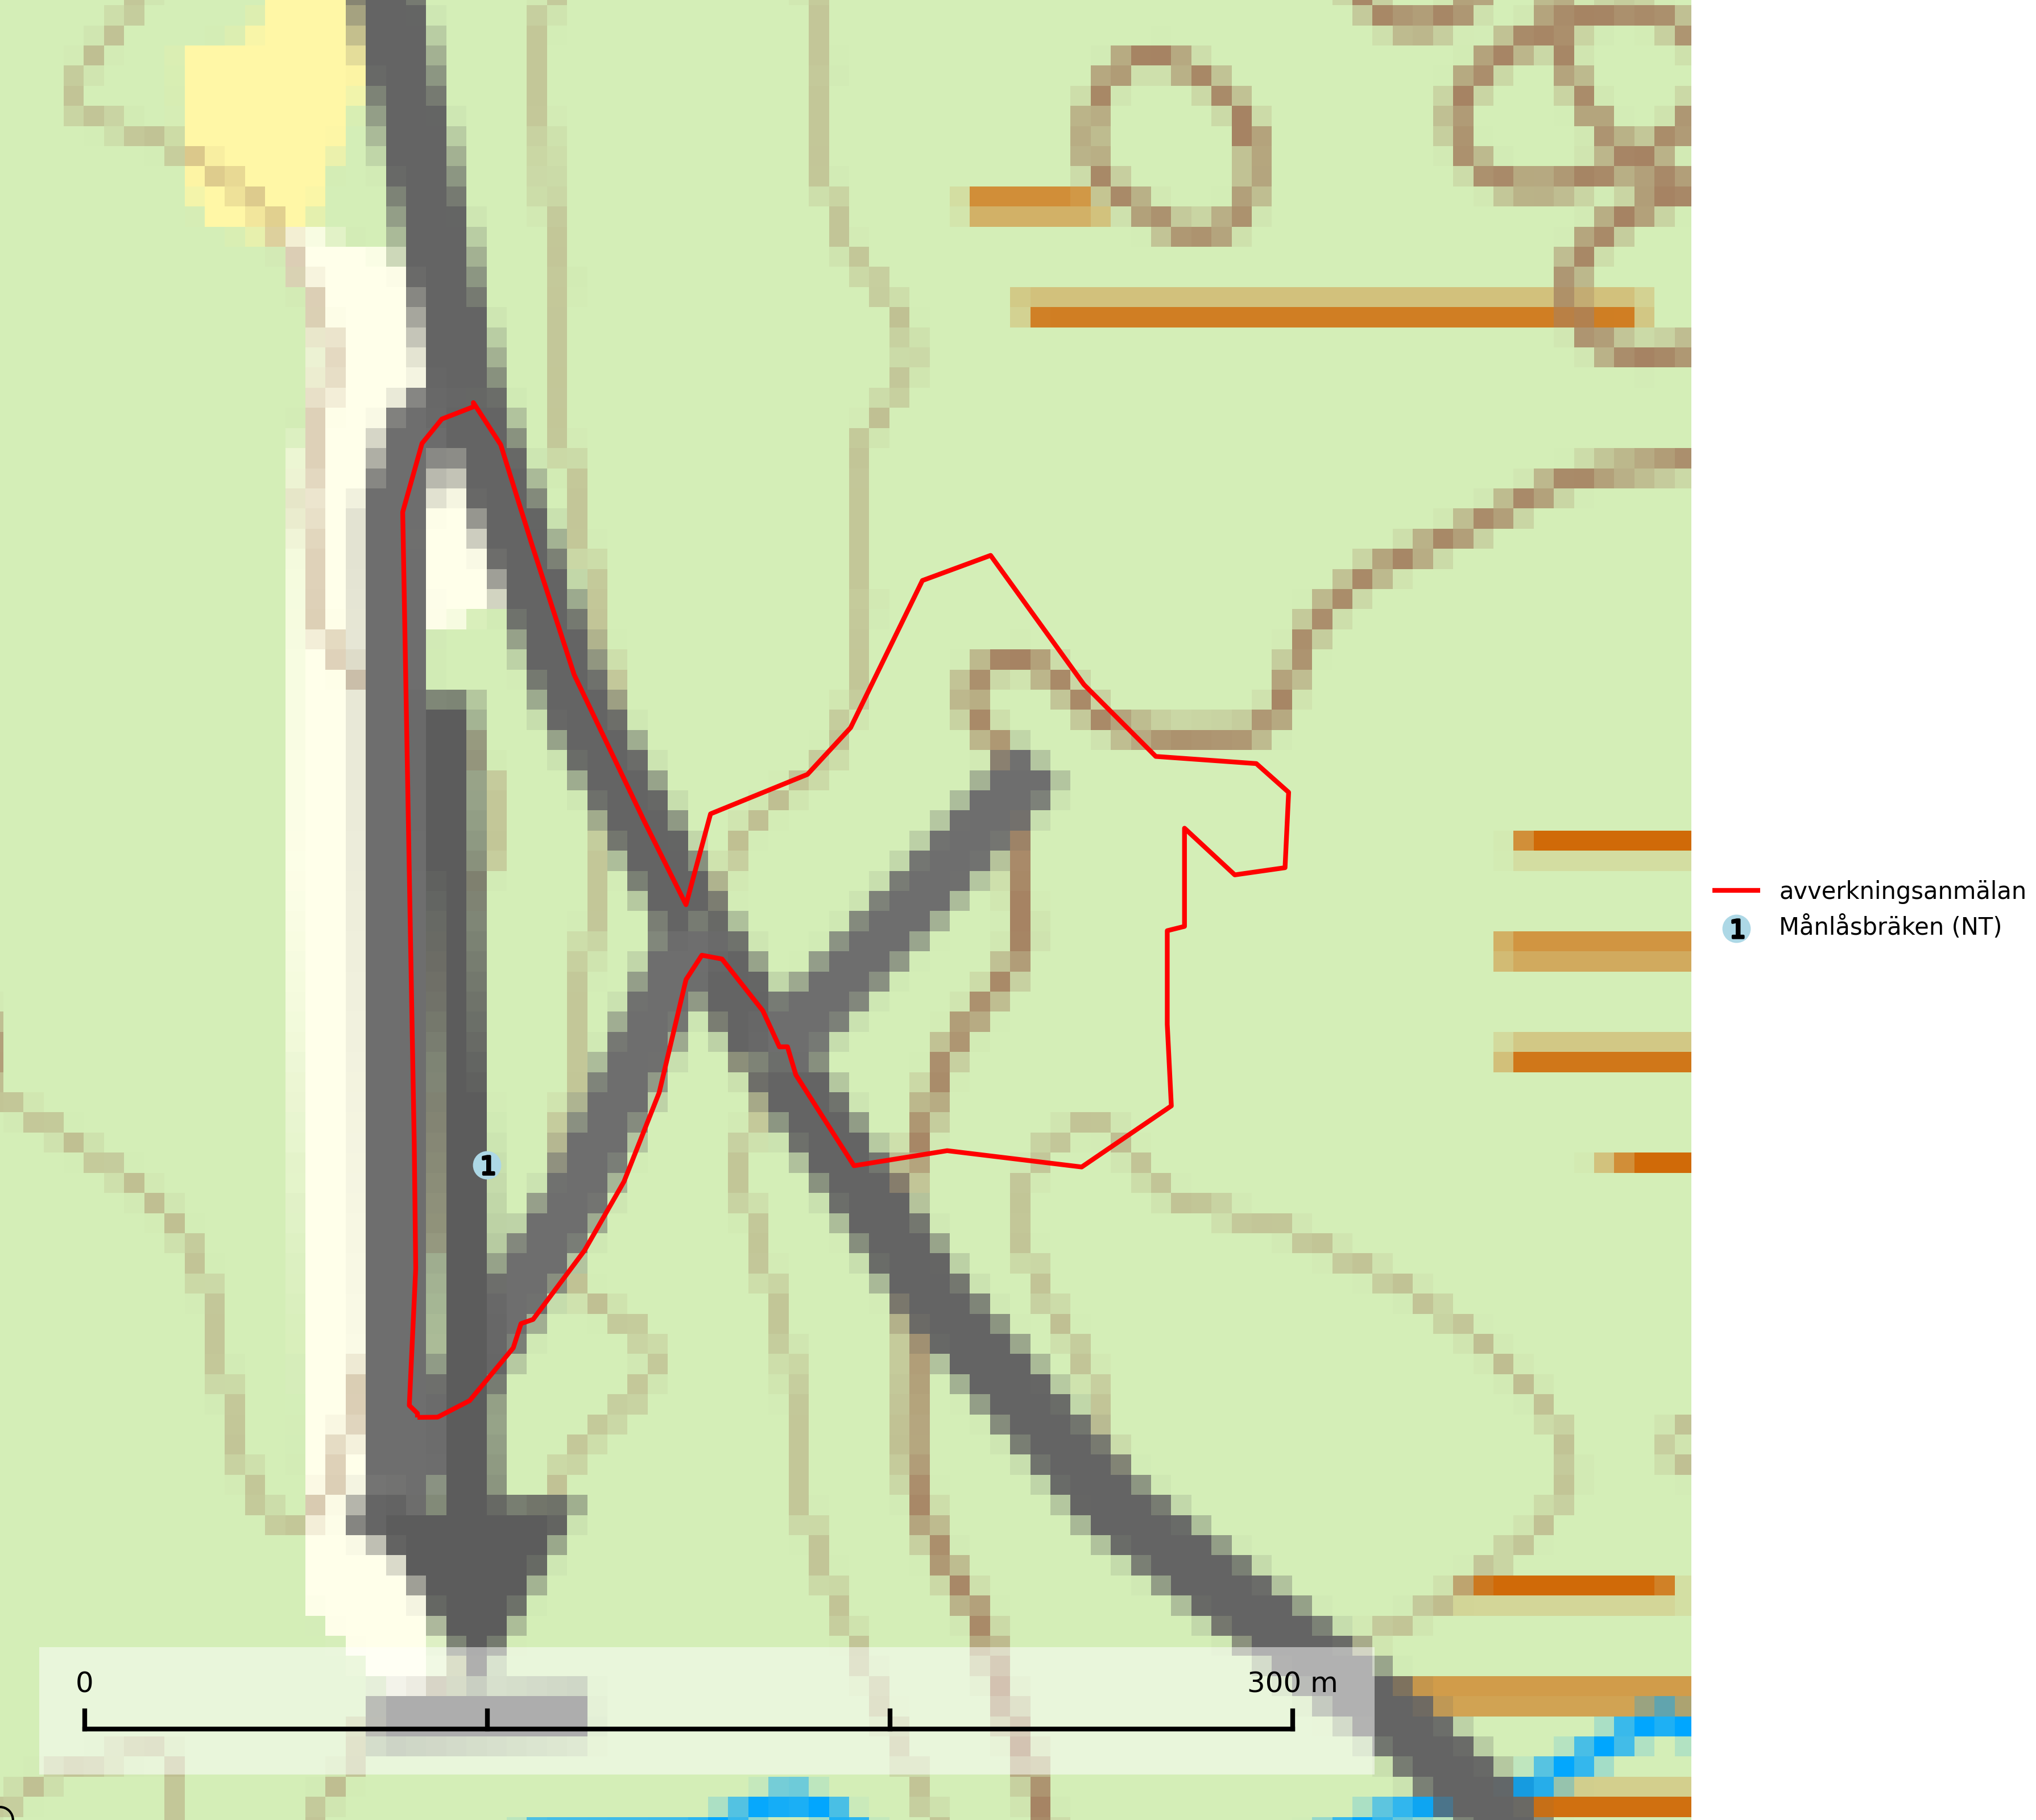 avverkningsanmälan
1 Månlåsbräken (NT)
1
0 300 m